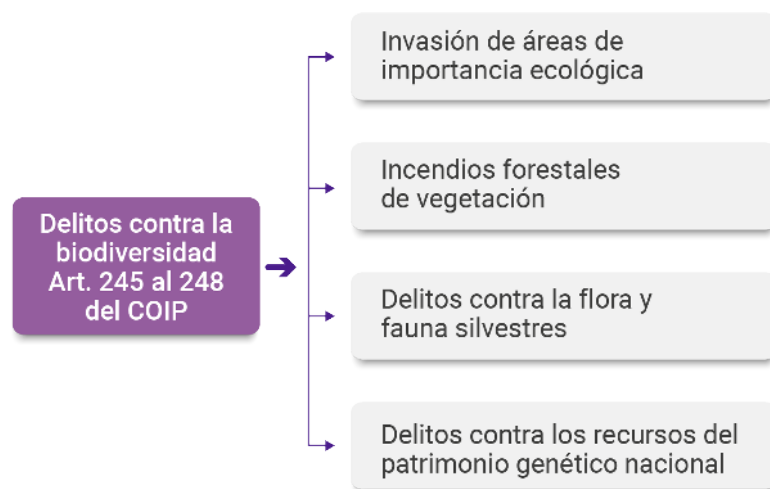 Delitos contra la
biodiversidad
Art. 245 al 248
del COIP
Invasión de áreas de
importancia ecológica
Incendios forestales
de vegetación
Delitos contra la flora y
fauna silvestres
Delitos contra los recursos del
patrimonio genético nacional